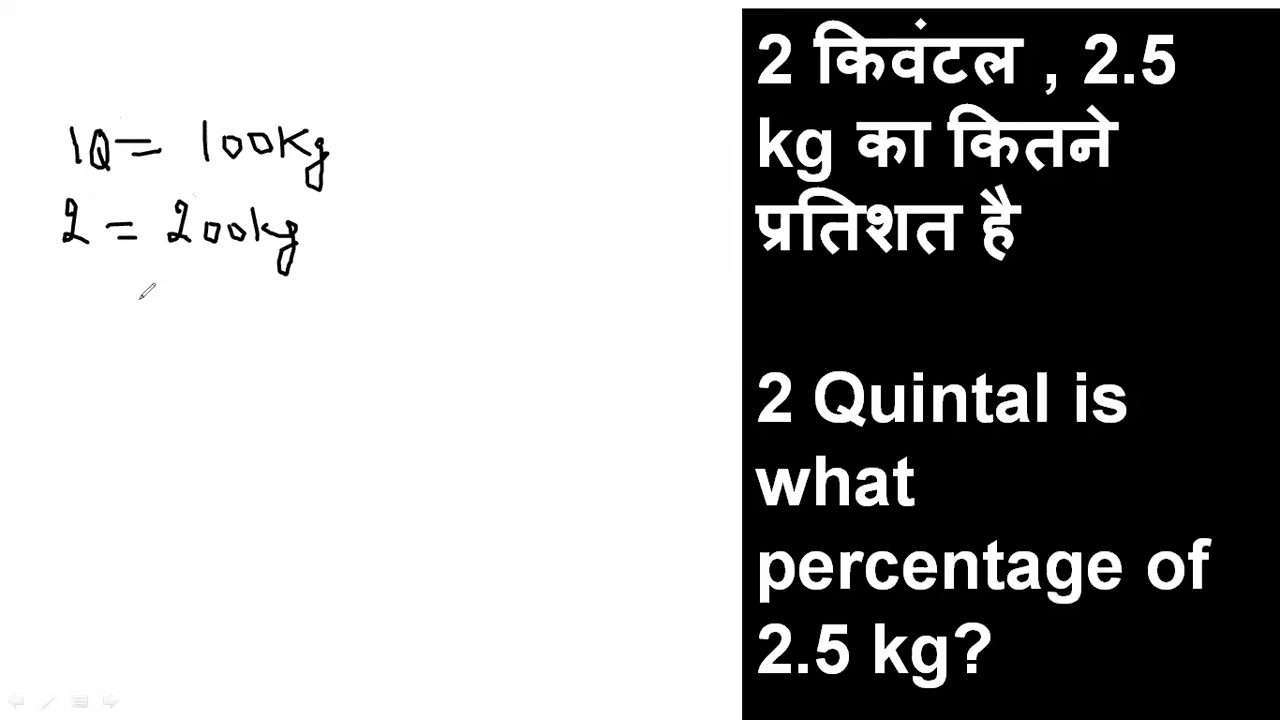 1Q = 100Kg
2 = 200kg
2 किवंटल , 2.5
kg का कितने
प्रतिशत है
2 Quintal is
what
percentage of
2.5 kg?